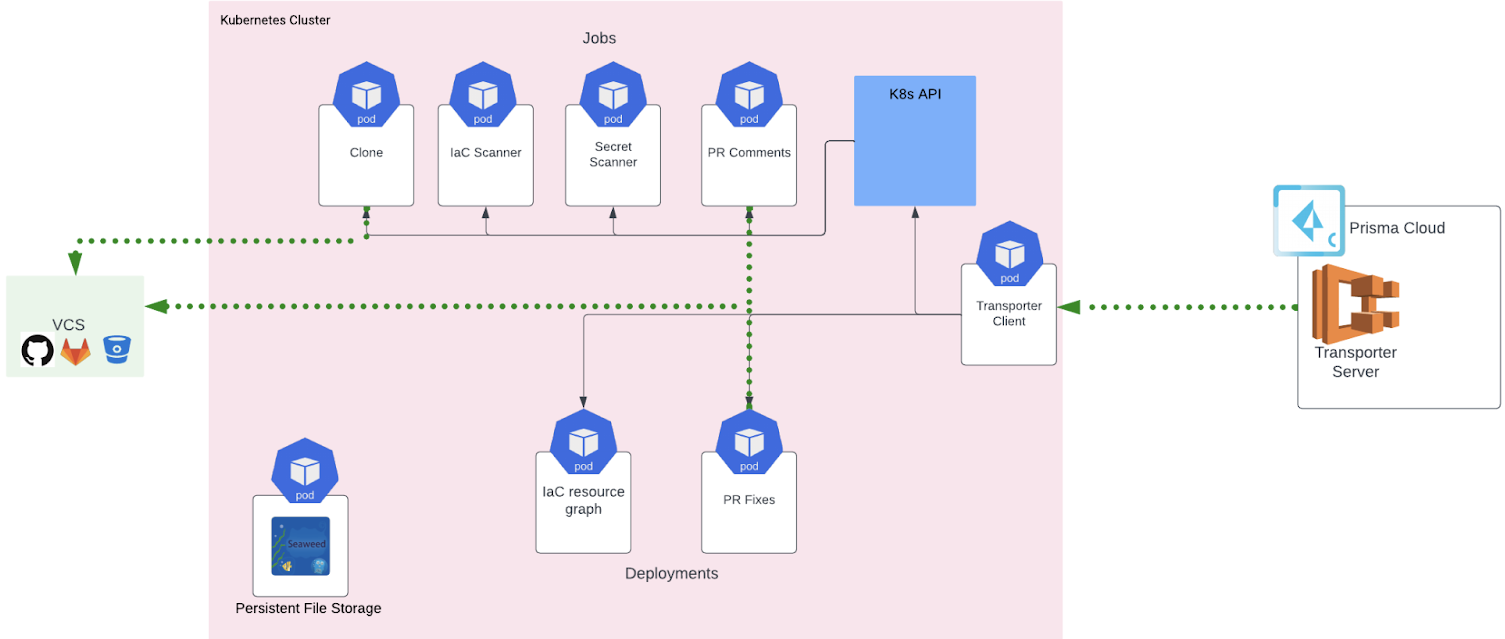 Kubernetes Cluster
Jobs
pod
pod
pod
pod
Clone
IaC Scanner
Secret
Scanner
PR Comments
K8s API
VCS
pod
Transporter
Client
Prisma Cloud
Transporter
Server
pod
IaC resource
graph
pod
PR Fixes
Deployments
pod
Seaweed
Persistent File Storage